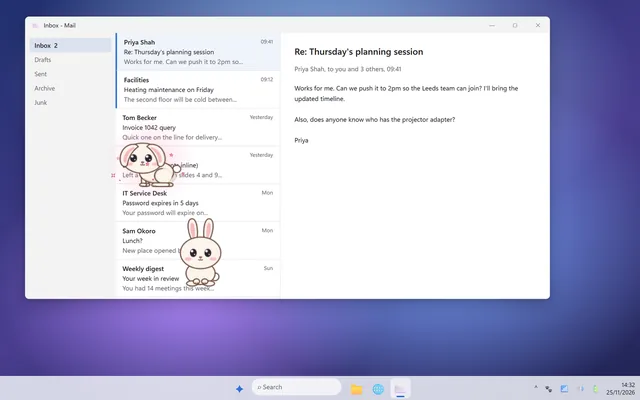 Inbox - Mail
Inbox 2
Drafts
Sent
Archive
Junk
Priya Shah 09:41
Re: Thursday's planning session
Works for me. Can we push it to 2pm so...
Facilities 09:12
Heating maintenance on Friday
The second floor will be cold between...
Tom Becker Yesterday
Invoice 1042 query
Quick one on the line for delivery...
Yesterday
inline)
Left a slides 4 and 9...
IT Service Desk Mon
Password expires in 5 days
Your password will expire on...
Sam Okoro Mon
Lunch?
New place opened
Weekly digest Sun
Your week in review
You had 14 meetings this week...
Re: Thursday's planning session
Priya Shah, to you and 3 others, 09:41
Works for me. Can we push it to 2pm so the Leeds team can join? I'll bring the
updated timeline.
Also, does anyone know who has the projector adapter?
Priya
Search
14:32
25/11/2026